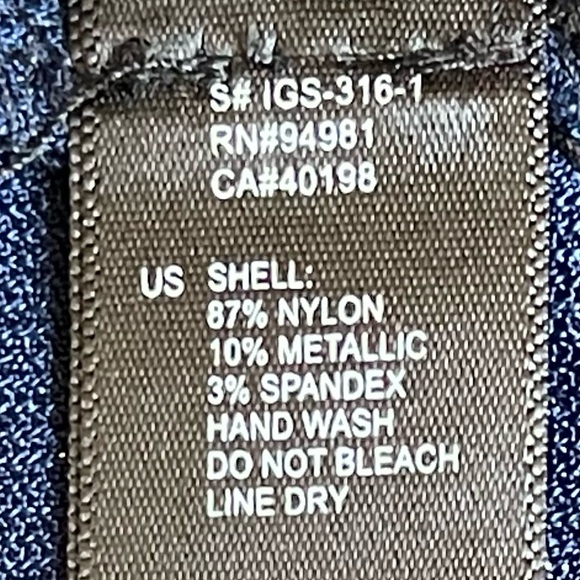 S# IGS-316-1
RN#94981
CA#40198
US SHELL:
87% NYLON
10% METALLIC
3% SPANDEX
HAND WASH
DO NOT BLEACH
LINE DRY